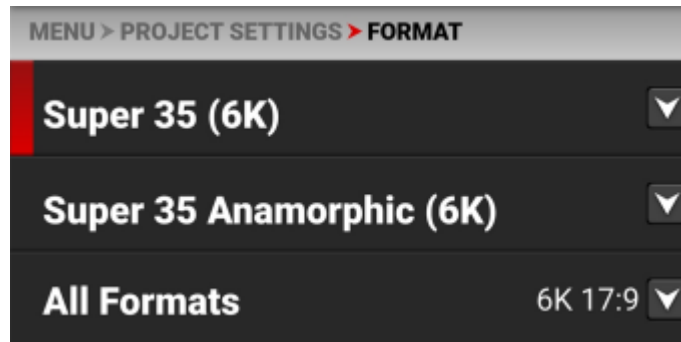 MENU > PROJECT SETTINGS > FORMAT
Super 35 (6K)
Super 35 Anamorphic (6K)
All Formats 6K 17:9